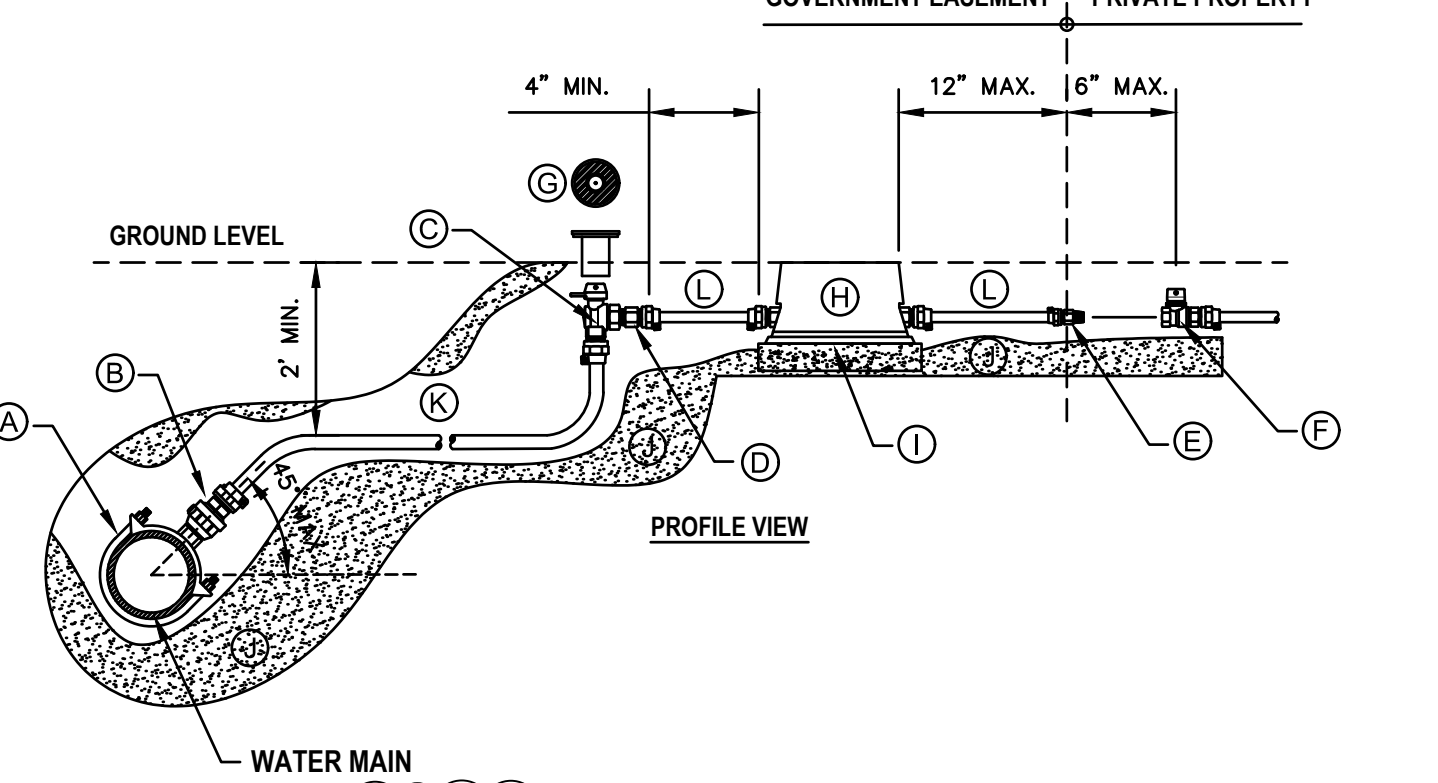 GOVERNMENT EASEMENT PRIVATE PROPERTY
4” MIN. 12” MAX. 6” MAX.
G
GROUND LEVEL
C
L H L
2’ MIN.
B
J
K
A
J
D
I
E
F
45° MAX
PROFILE VIEW
J
WATER MAIN